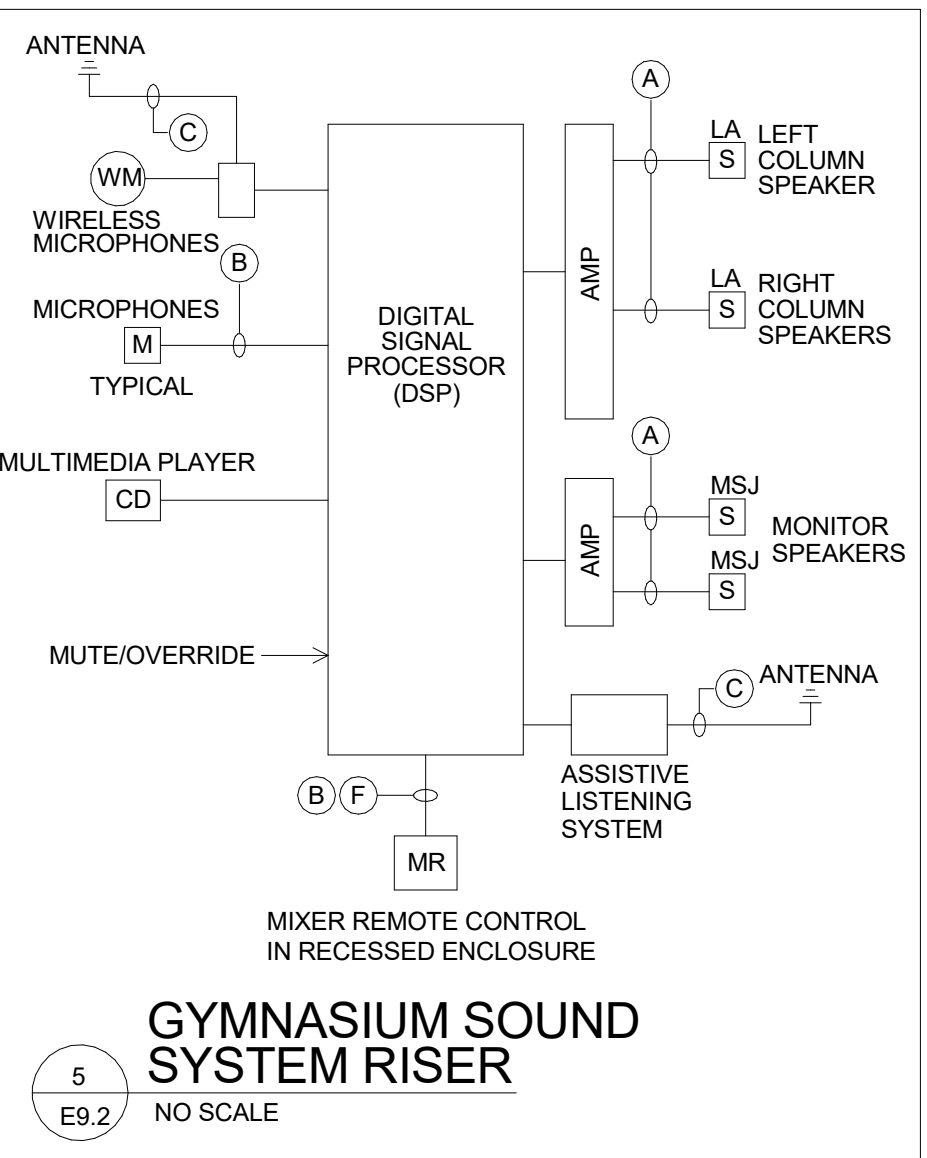 ANTENNA
C
WM
WIRELESS
MICROPHONES
B
MICROPHONES
M
TYPICAL
MULTIMEDIA PLAYER
CD
MUTE/OVERRIDE
DIGITAL
SIGNAL
PROCESSOR
(DSP)
A
AMP
LA
S
LEFT
COLUMN
SPEAKER
LA
S
RIGHT
COLUMN
SPEAKERS
A
AMP
MSJ
S
MSJ
S
MONITOR
SPEAKERS
C
ANTENNA
ASSISTIVE
LISTENING
SYSTEM
B F
MR
MIXER REMOTE CONTROL
IN RECESSED ENCLOSURE
GYMNASIUM SOUND
SYSTEM RISER
5
E9.2
NO SCALE